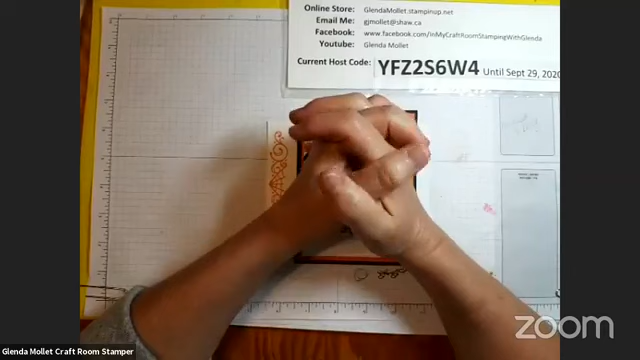 Online Store: GlendaMollet.stampinup.net
Email Me: gjmollet@shaw.ca
Facebook: www.facebook.com/InMyCraftRoomStampingWithGlenda
Youtube: Glenda Mollet
Current Host Code: YFZ2S6W4 Until Sept 29, 2020
zoom
Glenda Mollet Craft Room Stamper